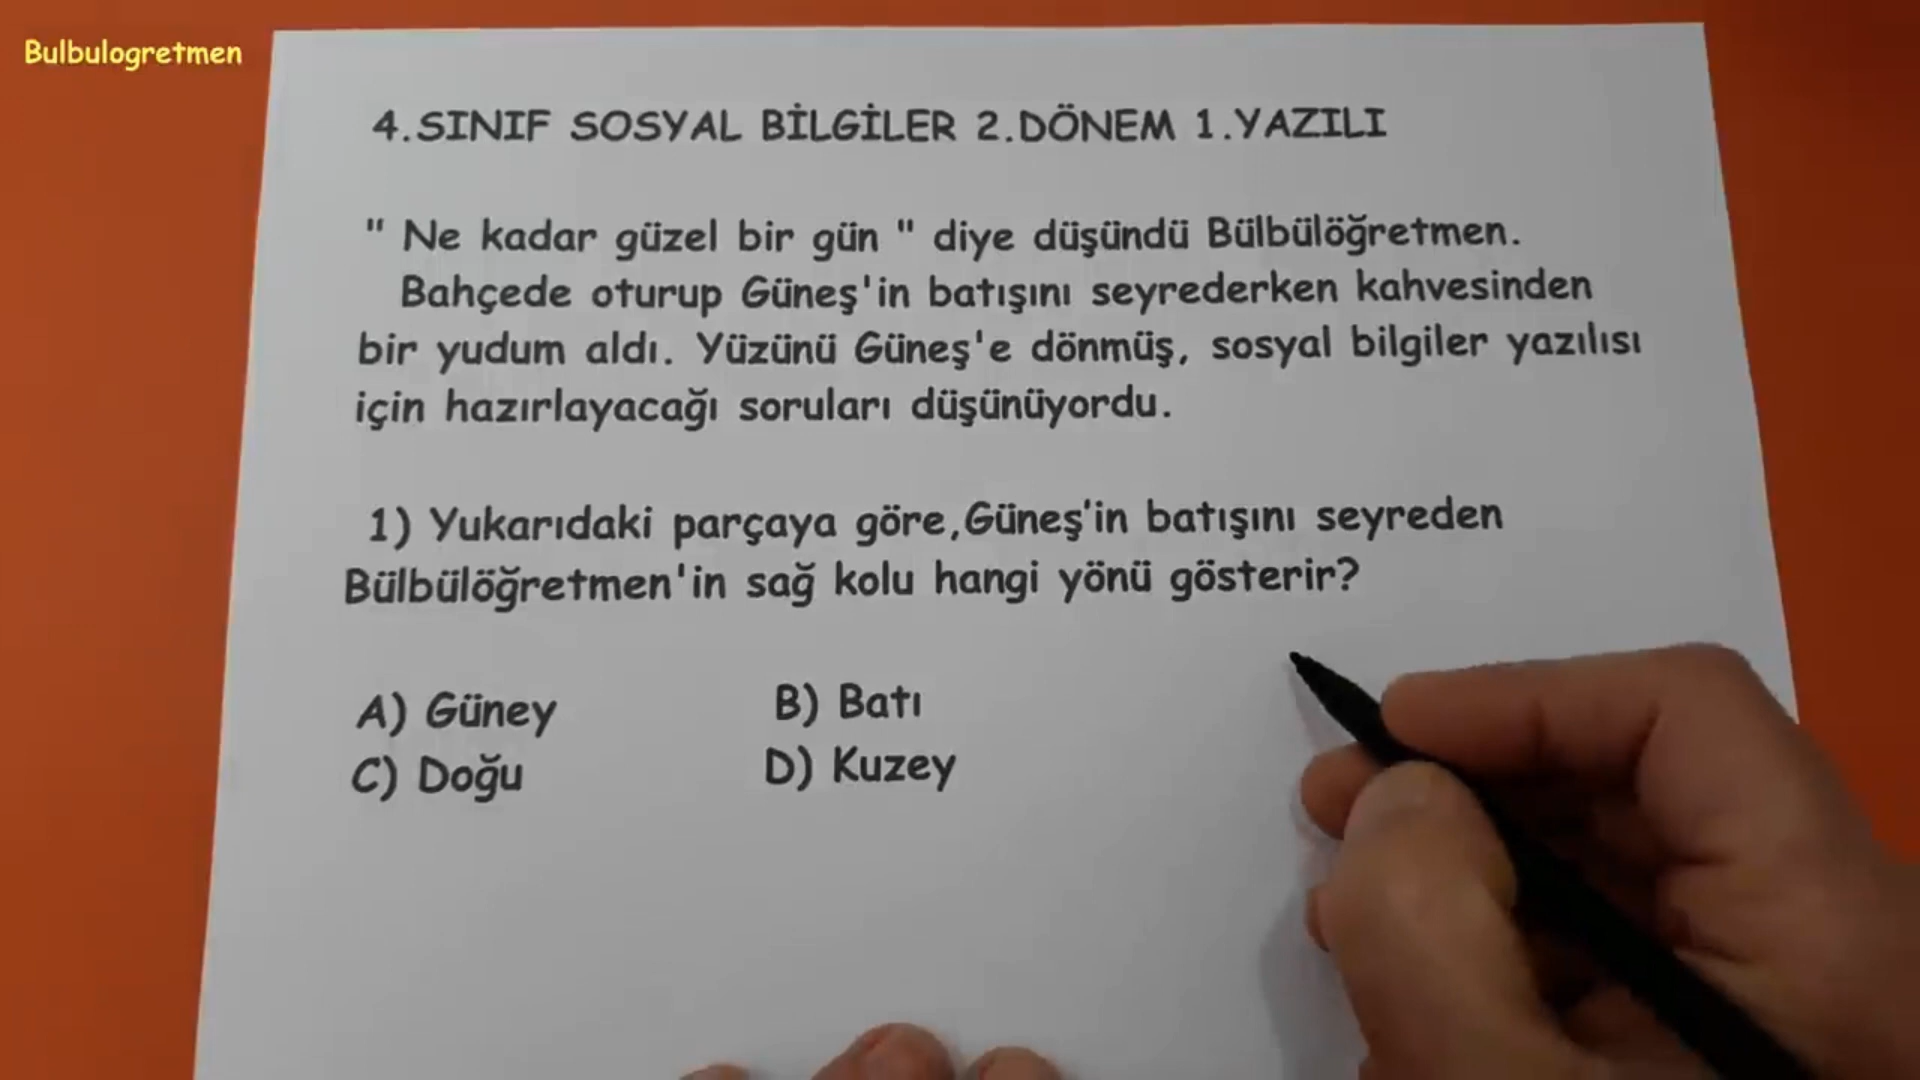 Bulbulogretmen
4.SINIF SOSYAL BİLGİLER 2.DÖNEM 1.YAZILI
" Ne kadar güzel bir gün " diye düşündü Bülbülöğretmen.
Bahçede oturup Güneş'in batışını seyrederken kahvesinden
bir yudum aldı. Yüzünü Güneş'e dönmüş, sosyal bilgiler yazılısı
için hazırlayacağı soruları düşünüyordu.
1) Yukarıdaki parçaya göre,Güneş'in batışını seyreden
Bülbülöğretmen'in sağ kolu hangi yönü gösterir?
A) Güney B) Batı
C) Doğu D) Kuzey